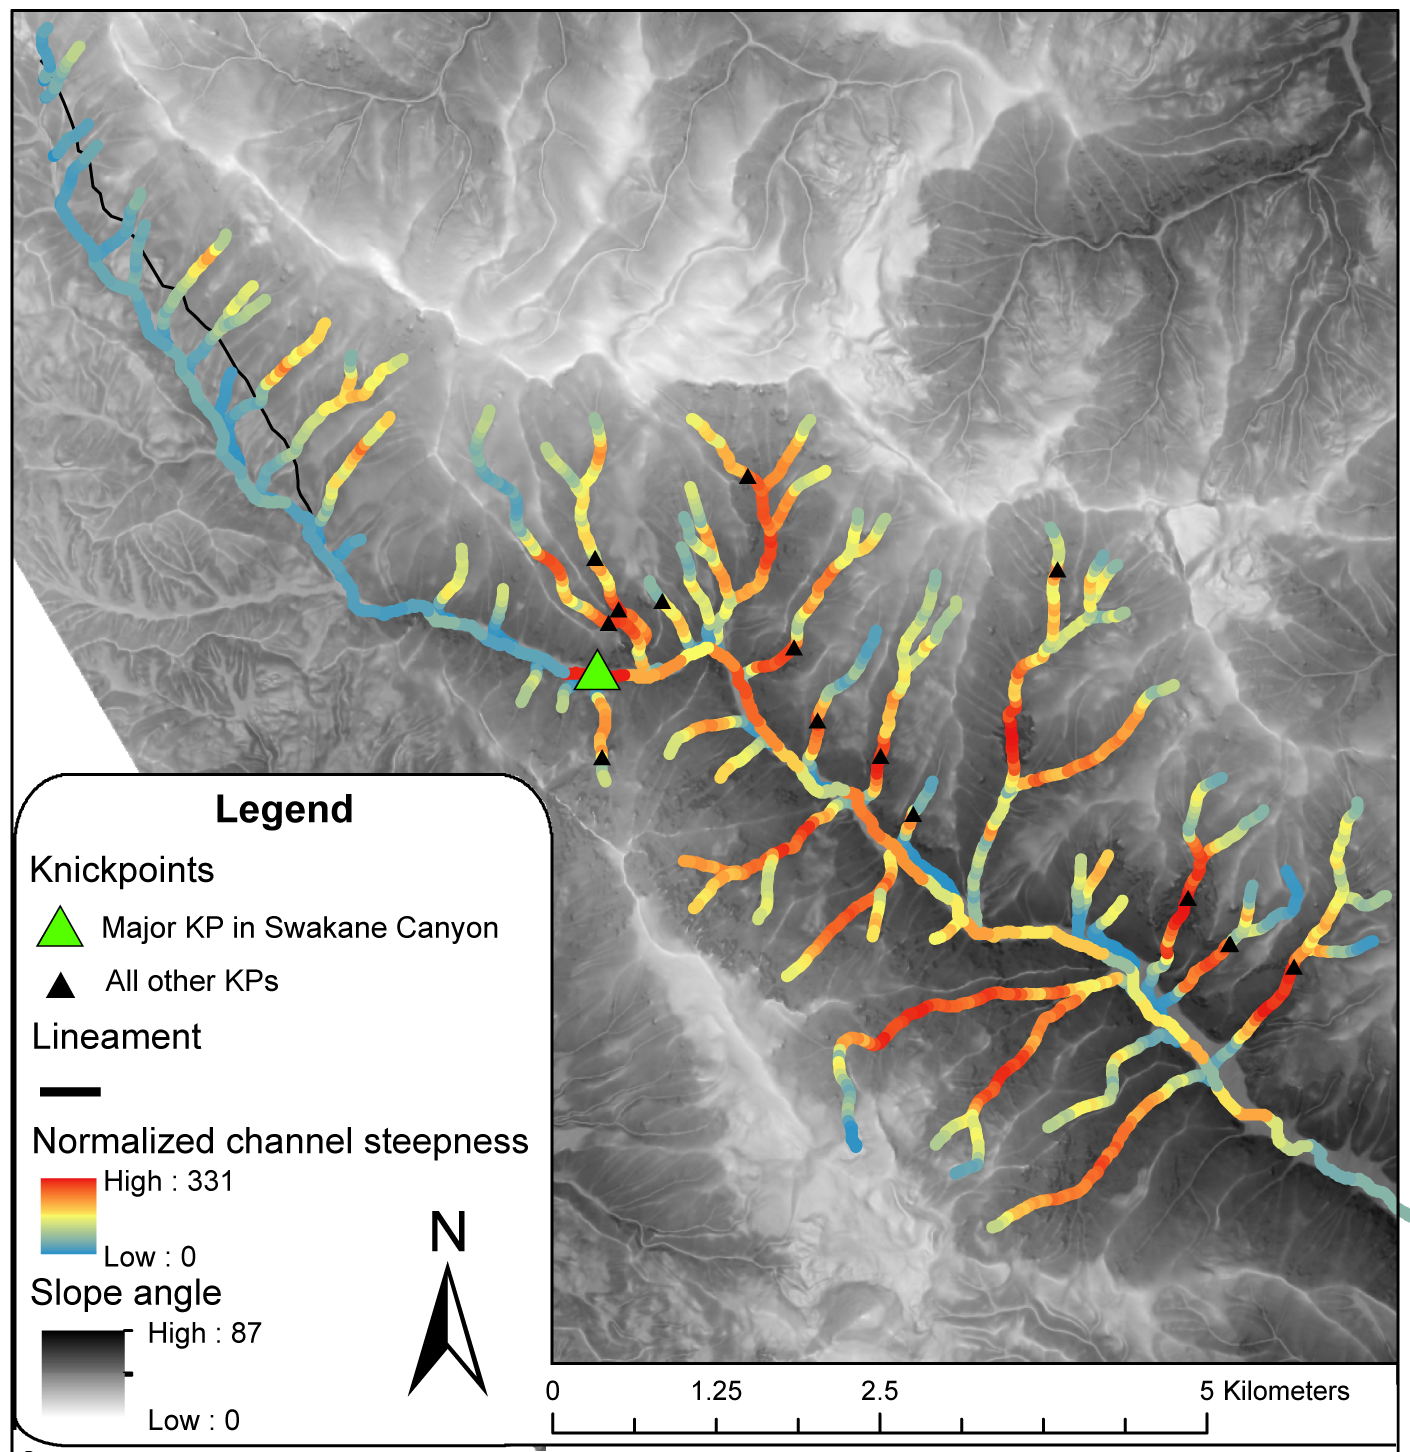 Legend
Knickpoints
Major KP in Swakane Canyon
All other KPs
Lineament
Normalized channel steepness
High : 331
Low : 0
Slope angle
High : 87
Low : 0
N
0 1.25 2.5 5 Kilometers